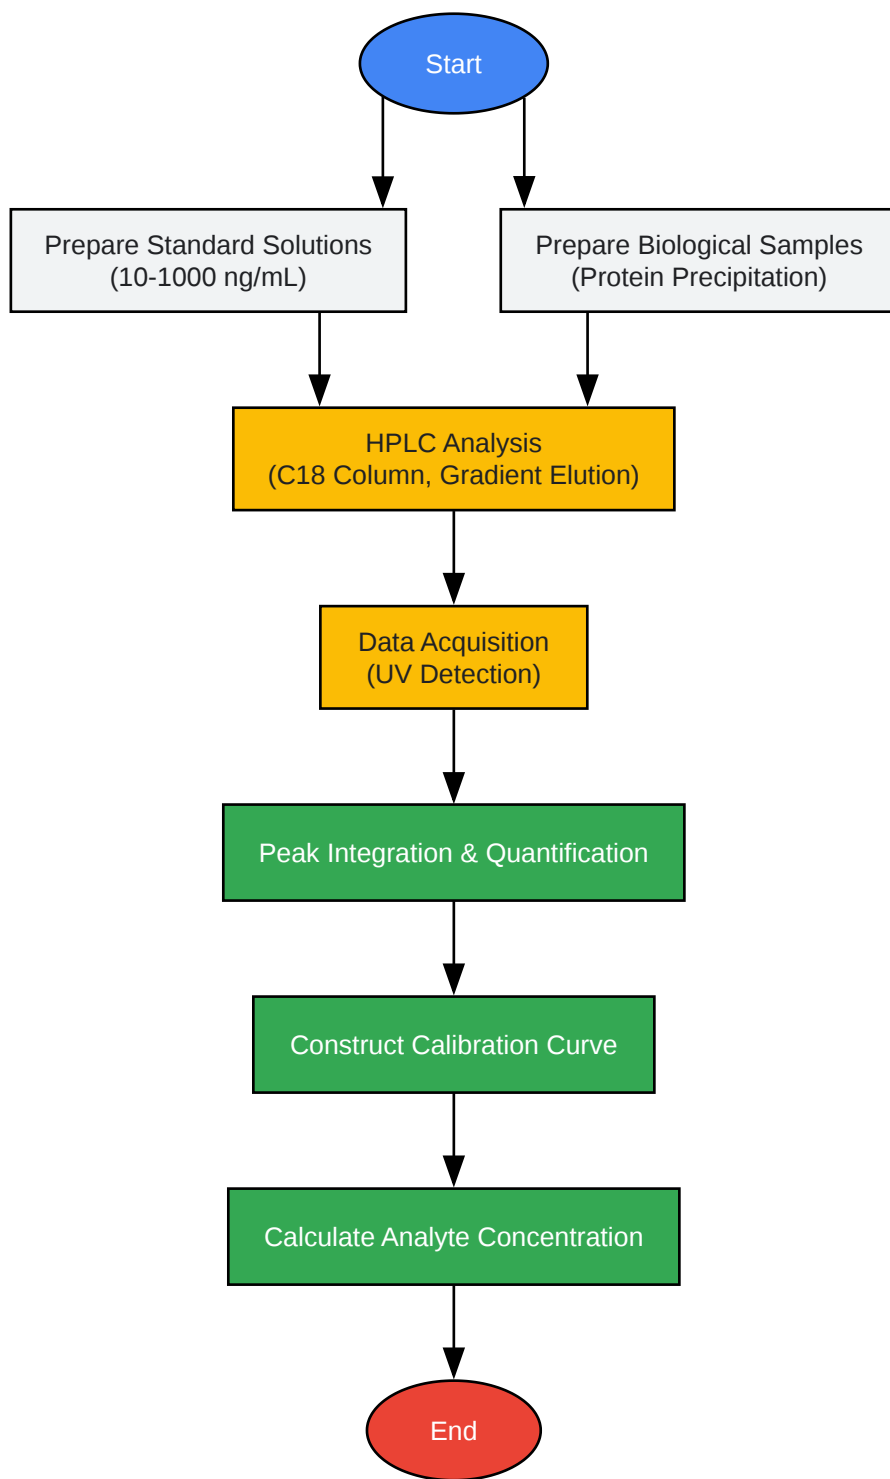 Start
Prepare Standard Solutions
(10-1000 ng/mL)
Prepare Biological Samples
(Protein Precipitation)
HPLC Analysis
(C18 Column, Gradient Elution)
Data Acquisition
(UV Detection)
Peak Integration & Quantification
Construct Calibration Curve
Calculate Analyte Concentration
End